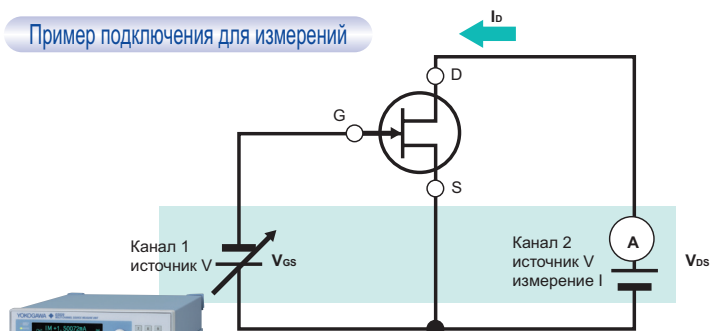 Пример подключения для измерений
ID
D
G
S
Канал 1
источник V
VGS
Канал 2
источник V
измерение I
A
VDS
YOKOGAWA